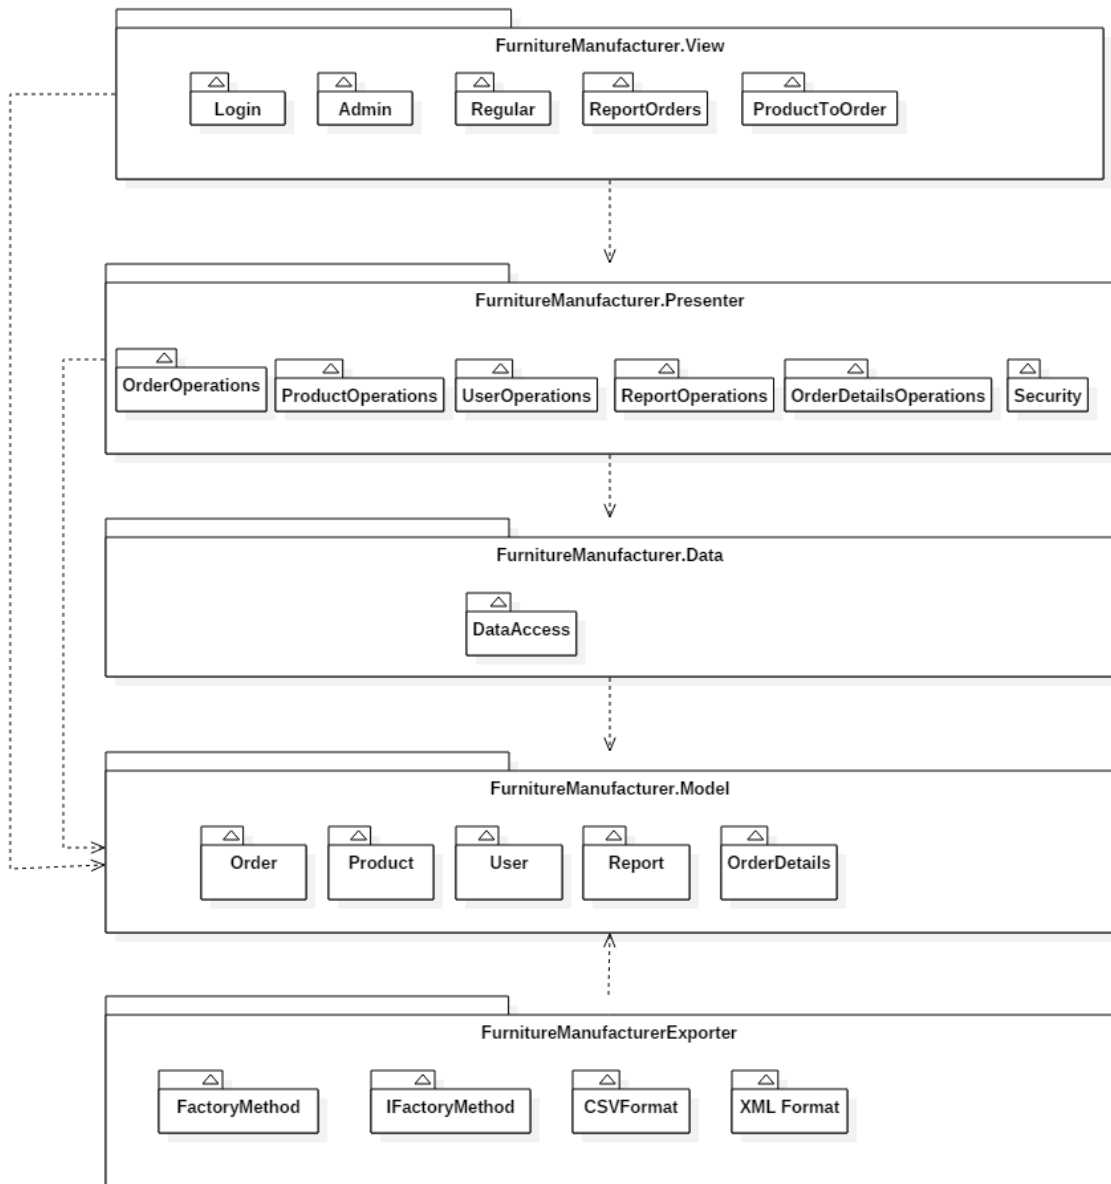 FurnitureManufacturer.View
Login
Admin
Regular
ReportOrders
ProductToOrder
FurnitureManufacturer.Presenter
OrderOperations
ProductOperations
UserOperations
ReportOperations
OrderDetailsOperations
Security
FurnitureManufacturer.Data
DataAccess
FurnitureManufacturer.Model
Order
Product
User
Report
OrderDetails
FurnitureManufacturerExporter
FactoryMethod
IFactoryMethod
CSVFormat
XML Format